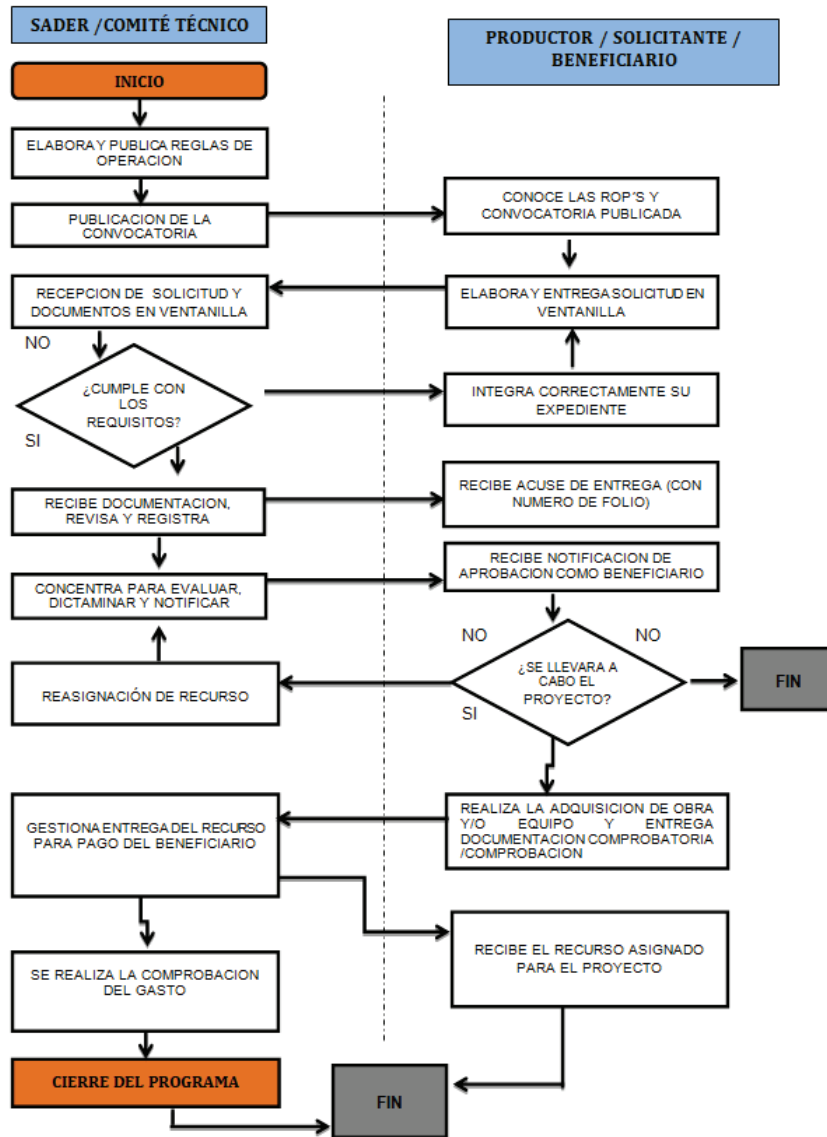 SADER /COMITÉ TÉCNICO
PRODUCTOR / SOLICITANTE /
BENEFICIARIO
INICIO
ELABORA Y PUBLICA REGLAS DE
OPERACION
PUBLICACION DE LA
CONVOCATORIA
CONOCE LAS ROP´S Y
CONVOCATORIA PUBLICADA
RECEPCION DE SOLICITUD Y
DOCUMENTOS EN VENTANILLA
ELABORA Y ENTREGA SOLICITUD EN
VENTANILLA
NO
¿CUMPLE CON
LOS
REQUISITOS?
SI
INTEGRA CORRECTAMENTE SU
EXPEDIENTE
RECIBE DOCUMENTACION,
REVISA Y REGISTRA
RECIBE ACUSE DE ENTREGA (CON
NUMERO DE FOLIO)
CONCENTRA PARA EVALUAR,
DICTAMINAR Y NOTIFICAR
RECIBE NOTIFICACION DE
APROBACION COMO BENEFICIARIO
NO
NO
REASIGNACIÓN DE RECURSO
¿SE LLEVARA A
CABO EL
PROYECTO?
SI
FIN
GESTIONA ENTREGA DEL RECURSO
PARA PAGO DEL BENEFICIARIO
REALIZA LA ADQUISICION DE OBRA
Y/O EQUIPO Y ENTREGA
DOCUMENTACION COMPROBATORIA
/COMPROBACION
SE REALIZA LA COMPROBACION
DEL GASTO
RECIBE EL RECURSO ASIGNADO
PARA EL PROYECTO
CIERRE DEL PROGRAMA
FIN